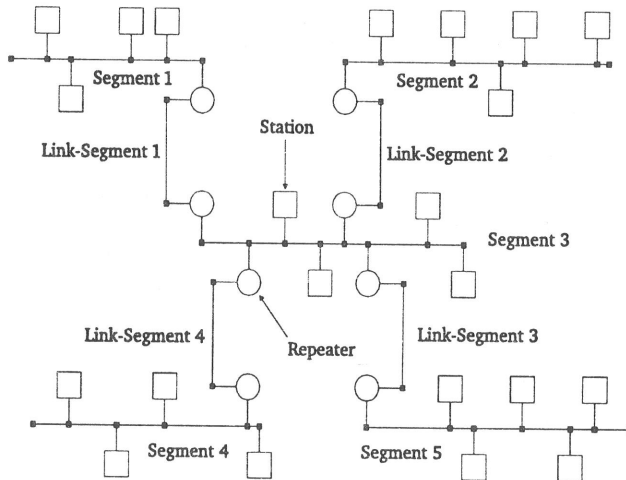 Segment 1
Segment 2
Station
Link-Segment 1
Link-Segment 2
Segment 3
Link-Segment 4
Repeater
Link-Segment 3
Segment 4
Segment 5